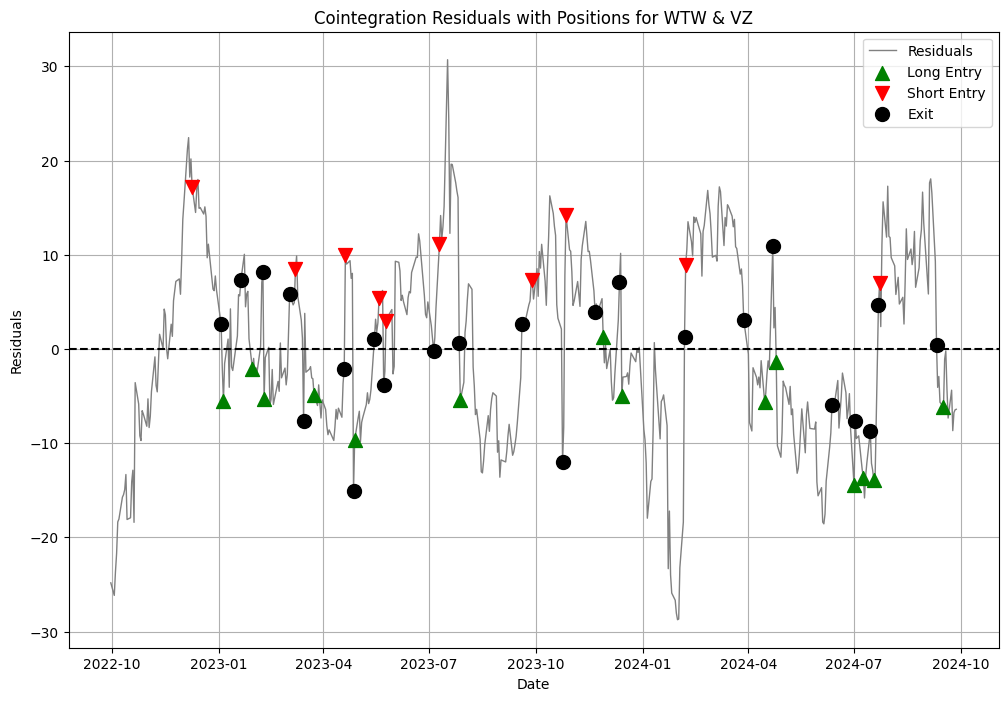 Cointegration Residuals with Positions for WTW & VZ
Residuals
Long Entry
Short Entry
Exit
Residuals
30
20
10
0
−10
−20
−30
2022-10
2023-01
2023-04
2023-07
2023-10
2024-01
2024-04
2024-07
2024-10
Date